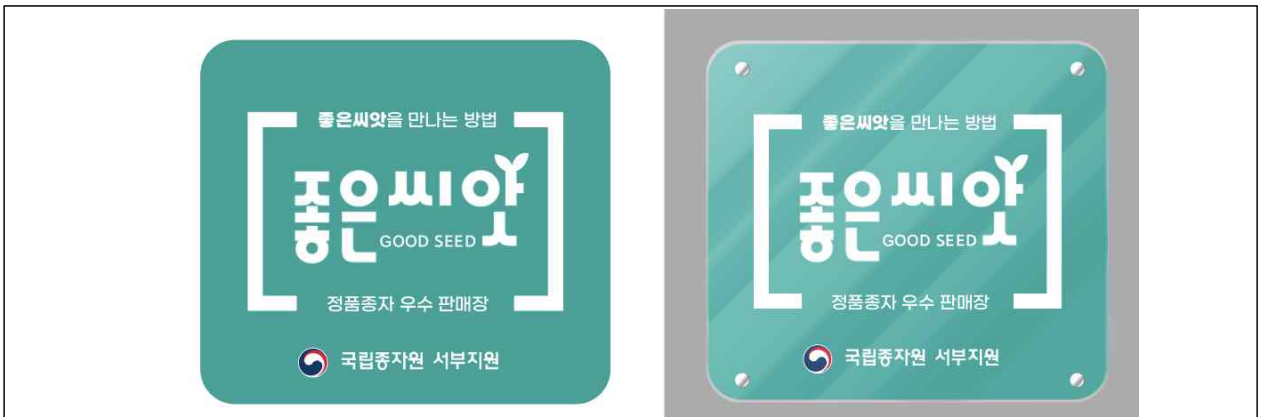 좋은씨앗을 만나는 방법
좋은씨앗
GOOD SEED
정품종자 우수 판매장
국립종자원 서부지원
좋은씨앗을 만나는 방법
좋은씨앗
GOOD SEED
정품종자 우수 판매장
국립종자원 서부지원